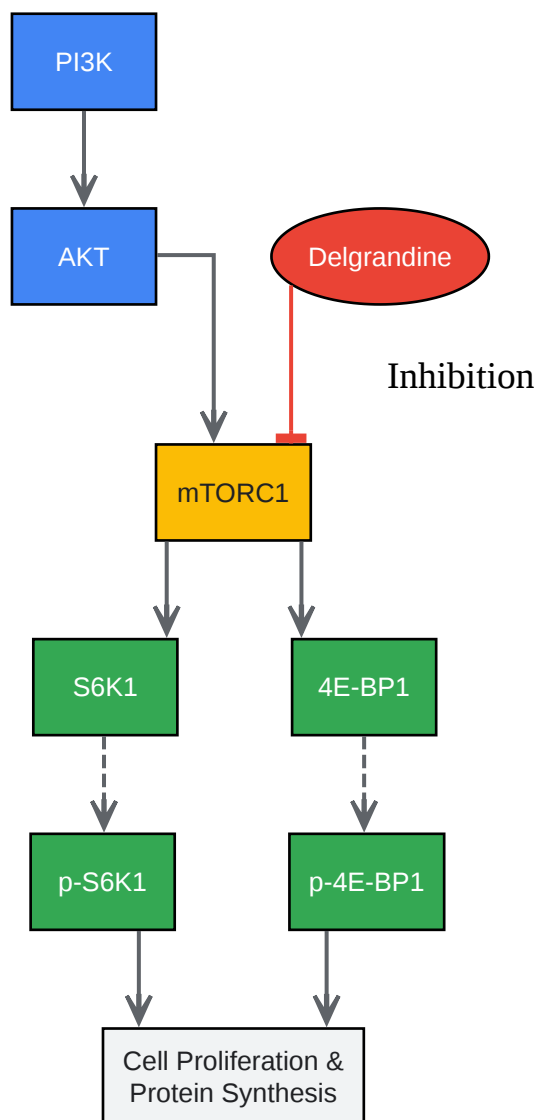 PI3K
AKT
Delgrandine
Inhibition
mTORC1
S6K1
4E-BP1
p-S6K1
p-4E-BP1
Cell Proliferation &
Protein Synthesis